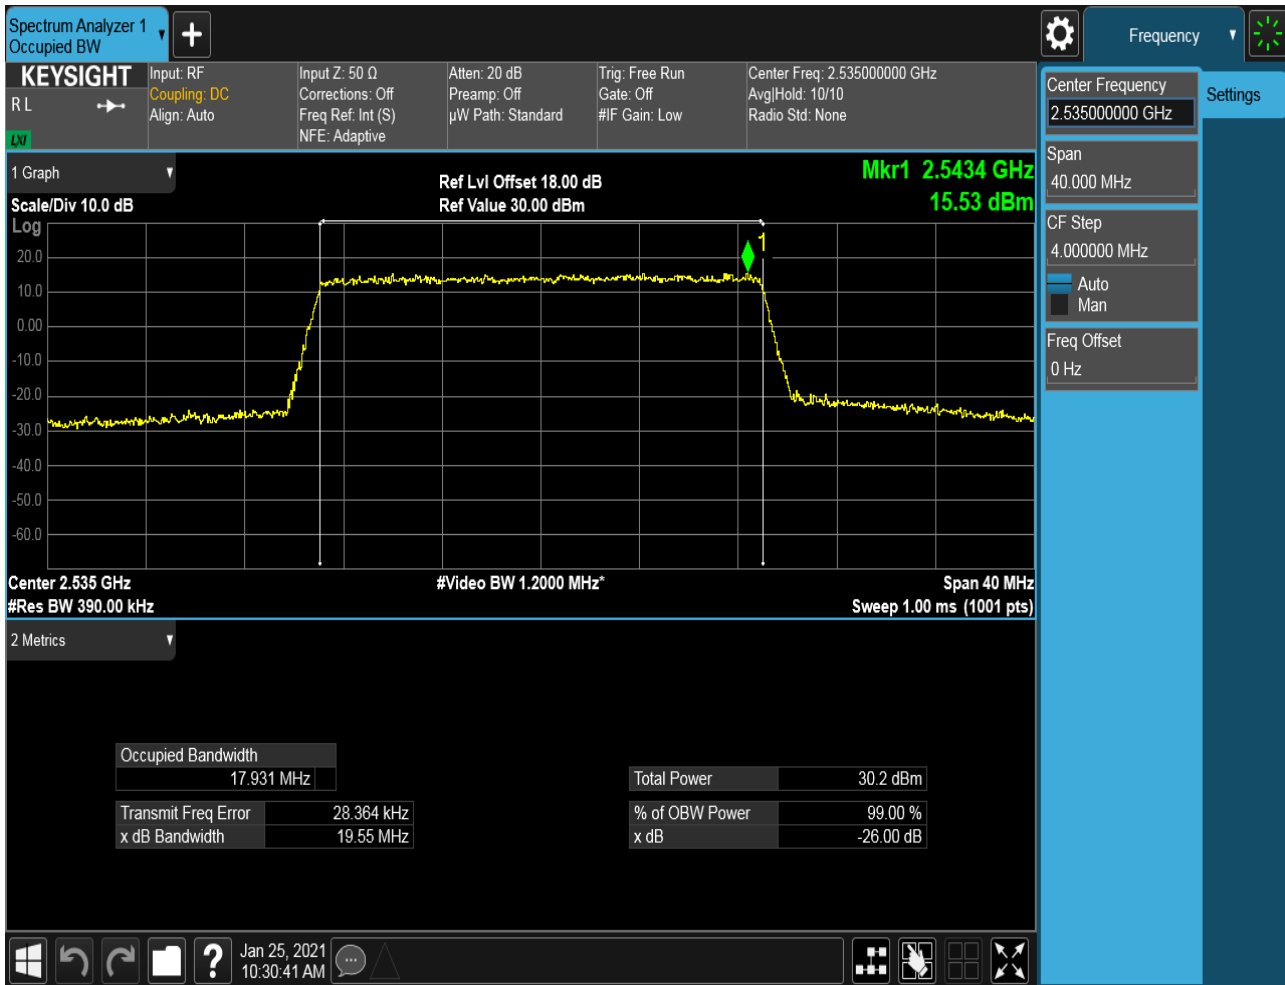 Spectrum Analyzer 1
Occupied BW
Frequency
KEYSIGHT
R L
LXI
Input: RF
Coupling: DC
Align: Auto
Input Z: 50 Ω
Corrections: Off
Freq Ref: Int (S)
NFE: Adaptive
Atten: 20 dB
Preamp: Off
µW Path: Standard
Trig: Free Run
Gate: Off
#IF Gain: Low
Center Freq: 2.535000000 GHz
Avg|Hold: 10/10
Radio Std: None
Center Frequency
2.535000000 GHz
Settings
Span
40.000 MHz
CF Step
4.000000 MHz
Auto
Man
Freq Offset
0 Hz
1 Graph
Scale/Div 10.0 dB
Ref Lvl Offset 18.00 dB
Ref Value 30.00 dBm
Mkr1 2.5434 GHz
15.53 dBm
Log
1
20.0
10.0
0.00
-10.0
-20.0
-30.0
-40.0
-50.0
-60.0
Center 2.535 GHz
#Video BW 1.2000 MHz*
Span 40 MHz
#Res BW 390.00 kHz
Sweep 1.00 ms (1001 pts)
2 Metrics
Occupied Bandwidth
17.931 MHz
Total Power 30.2 dBm
Transmit Freq Error 28.364 kHz
% of OBW Power 99.00 %
x dB Bandwidth 19.55 MHz
x dB -26.00 dB
?
Jan 25, 2021
10:30:41 AM